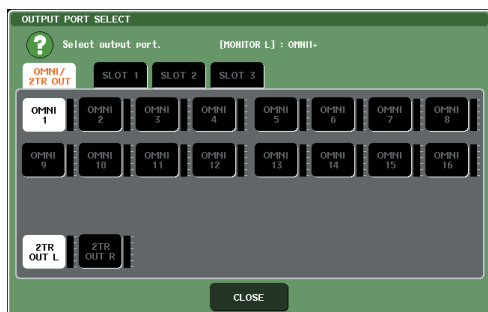 OUTPUT PORT SELECT
Select output port. [MONITOR L] : OMNI1+
OMNI/ 2TR OUT
SLOT 1 SLOT 2 SLOT 3
OMNI 1 OMNI 2 OMNI 3 OMNI 4 OMNI 5 OMNI 6 OMNI 7 OMNI 8
OMNI 9 OMNI 10 OMNI 11 OMNI 12 OMNI 13 OMNI 14 OMNI 15 OMNI 16
2TR OUT L 2TR OUT R
CLOSE